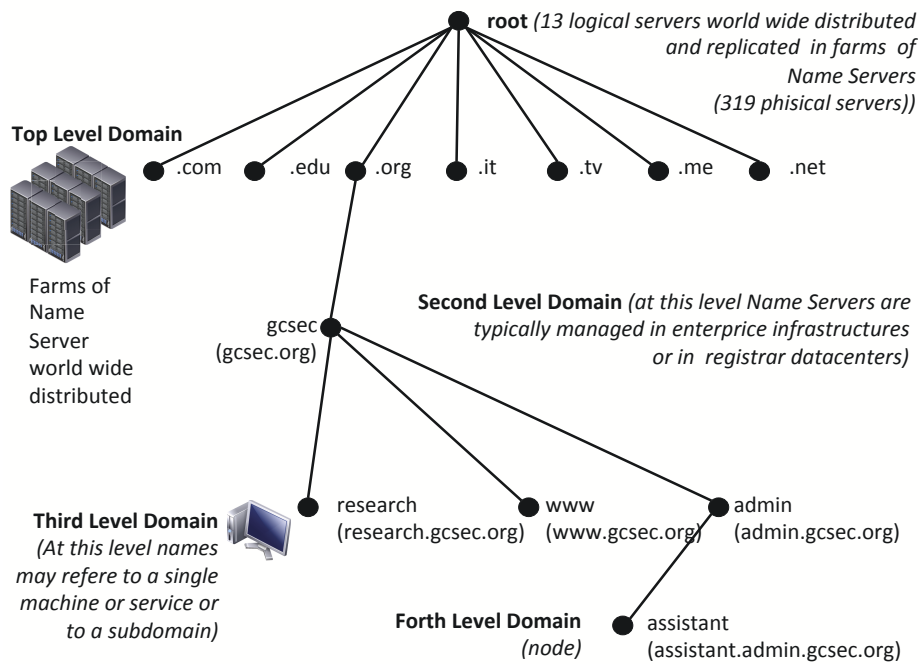 root (13 logical servers world wide distributed
and replicated in farms of
Name Servers
(319 phisical servers))
Top Level Domain
.com
.edu
.org
.it
.tv
.me
.net
Farms of
Name
Server
world wide
distributed
Second Level Domain (at this level Name Servers are
typically managed in enterprice infrastructures
or in registrar datacenters)
gcsec
(gcsec.org)
Third Level Domain
(At this level names
may refere to a single
machine or service or
to a subdomain)
research
(research.gcsec.org)
www
(www.gcsec.org)
admin
(admin.gcsec.org)
Forth Level Domain
(node)
assistant
(assistant.admin.gcsec.org)